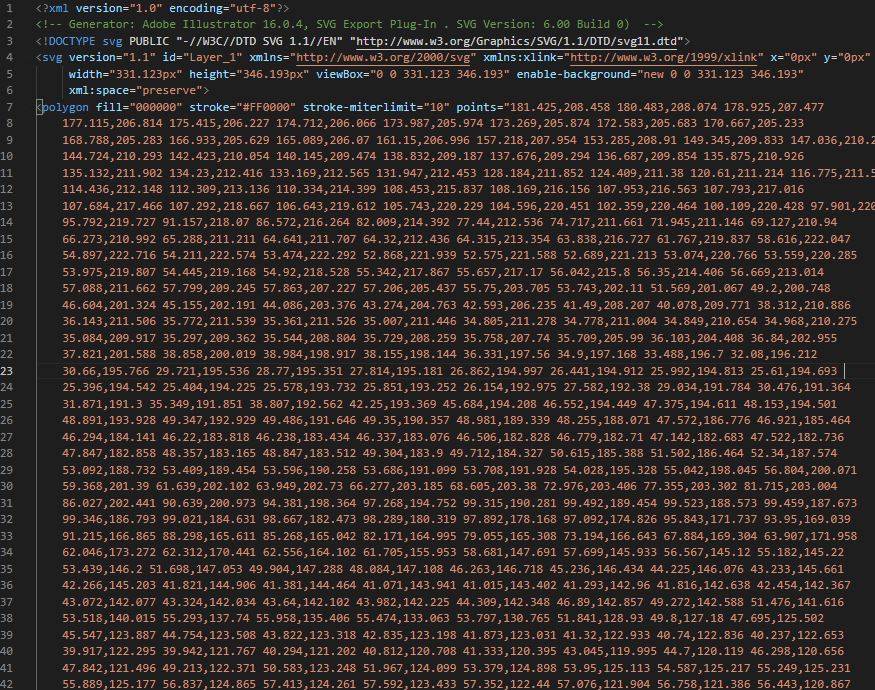 1 <?xml version="1.0" encoding="utf-8"?>
2 <!-- Generator: Adobe Illustrator 16.0.4, SVG Export Plug-In . SVG Version: 6.00 Build 0)  -->
3 <!DOCTYPE svg PUBLIC "-//W3C//DTD SVG 1.1//EN" "http://www.w3.org/Graphics/SVG/1.1/DTD/svg11.dtd">
4 <svg version="1.1" id="Layer_1" xmlns="http://www.w3.org/2000/svg" xmlns:xlink="http://www.w3.org/1999/xlink" x="0px" y="0px"
5 width="331.123px" height="346.193px" viewBox="0 0 331.123 346.193" enable-background="new 0 0 331.123 346.193"
6 xml:space="preserve">
7 <polygon fill="000000" stroke="#FF0000" stroke-miterlimit="10" points="181.425,208.458 180.483,208.074 178.925,207.477
8 177.115,206.814 175.415,206.227 174.712,206.066 173.987,205.974 173.269,205.874 172.583,205.683 170.667,205.233
9 168.788,205.283 166.933,205.629 165.089,206.07 161.15,206.996 157.218,207.954 153.285,208.91 149.345,209.833 147.036,210.2
10 144.724,210.293 142.423,210.054 140.145,209.474 138.832,209.187 137.676,209.294 136.687,209.854 135.875,210.926
11 135.132,211.902 134.23,212.416 133.169,212.565 131.947,212.453 128.184,211.852 124.409,211.38 120.61,211.214 116.775,211.5
12 114.436,212.148 112.309,213.136 110.334,214.399 108.453,215.837 108.169,216.156 107.953,216.563 107.793,217.016
13 107.684,217.466 107.292,218.667 106.643,219.612 105.743,220.229 104.596,220.451 102.359,220.464 100.109,220.428 97.901,220
14 95.792,219.727 91.157,218.07 86.572,216.264 82.009,214.392 77.44,212.536 74.717,211.661 71.945,211.146 69.127,210.94
15 66.273,210.992 65.288,211.211 64.641,211.707 64.32,212.436 64.315,213.354 63.838,216.727 61.767,219.837 58.616,222.047
16 54.897,222.716 54.211,222.574 53.474,222.292 52.868,221.939 52.575,221.588 52.689,221.213 53.074,220.766 53.559,220.285
17 53.975,219.807 54.445,219.168 54.92,218.528 55.342,217.867 55.657,217.17 56.042,215.8 56.35,214.406 56.669,213.014
18 57.088,211.662 57.799,209.245 57.863,207.227 57.206,205.437 55.75,203.705 53.743,202.11 51.569,201.067 49.2,200.748
19 46.604,201.324 45.155,202.191 44.086,203.376 43.274,204.763 42.593,206.235 41.49,208.207 40.078,209.771 38.312,210.886
20 36.143,211.506 35.772,211.539 35.361,211.526 35.007,211.446 34.805,211.278 34.778,211.004 34.849,210.654 34.968,210.275
21 35.084,209.917 35.297,209.362 35.544,208.804 35.729,208.259 35.758,207.74 35.709,205.99 36.103,204.408 36.84,202.955
22 37.821,201.588 38.858,200.019 38.984,198.917 38.155,198.144 36.331,197.56 34.9,197.168 33.488,196.7 32.08,196.212
23 30.66,195.766 29.721,195.536 28.77,195.351 27.814,195.181 26.862,194.997 26.441,194.912 25.992,194.813 25.61,194.693
24 25.396,194.542 25.404,194.225 25.578,193.732 25.851,193.252 26.154,192.975 27.582,192.38 29.034,191.784 30.476,191.364
25 31.871,191.3 35.349,191.851 38.807,192.562 42.25,193.369 45.684,194.208 46.552,194.449 47.375,194.611 48.153,194.501
26 48.891,193.928 49.347,192.929 49.486,191.646 49.35,190.357 48.981,189.339 48.255,188.071 47.572,186.776 46.921,185.464
27 46.294,184.141 46.22,183.818 46.238,183.434 46.337,183.076 46.506,182.828 46.779,182.71 47.142,182.683 47.522,182.736
28 47.847,182.858 48.357,183.165 48.847,183.512 49.304,183.9 49.712,184.327 50.615,185.388 51.502,186.464 52.34,187.574
29 53.092,188.732 53.409,189.454 53.596,190.258 53.686,191.099 53.708,191.928 54.028,195.328 55.042,198.045 56.804,200.071
30 59.368,201.39 61.639,202.102 63.949,202.73 66.277,203.185 68.605,203.38 72.976,203.406 77.355,203.302 81.715,203.004
31 86.027,202.441 90.639,200.973 94.381,198.364 97.268,194.752 99.315,190.281 99.492,189.454 99.523,188.573 99.459,187.673
32 99.346,186.793 99.021,184.631 98.667,182.473 98.289,180.319 97.892,178.168 97.092,174.826 95.843,171.737 93.95,169.039
33 91.215,166.865 88.298,165.611 85.268,165.042 82.171,164.995 79.055,165.308 73.194,166.643 67.884,169.304 63.907,171.958
34 62.046,173.272 62.312,170.441 62.556,164.102 61.705,155.953 58.681,147.691 57.699,145.933 56.567,145.12 55.182,145.22
35 53.439,146.2 51.698,147.053 49.904,147.288 48.084,147.108 46.263,146.718 45.236,146.434 44.225,146.076 43.233,145.661
36 42.266,145.203 41.821,144.906 41.381,144.464 41.071,143.941 41.015,143.402 41.293,142.96 41.816,142.638 42.454,142.367
37 43.072,142.077 43.324,142.034 43.64,142.102 43.982,142.225 44.309,142.348 46.89,142.857 49.272,142.588 51.476,141.616
38 53.518,140.015 55.293,137.74 55.958,135.406 55.474,133.063 53.797,130.765 51.841,128.93 49.8,127.18 47.695,125.502
39 45.547,123.887 44.754,123.508 43.822,123.318 42.835,123.198 41.873,123.031 41.32,122.933 40.74,122.836 40.237,122.653
40 39.917,122.295 39.942,121.767 40.294,121.202 40.812,120.708 41.333,120.395 43.045,119.995 44.7,120.119 46.298,120.656
41 47.842,121.496 49.213,122.371 50.583,123.248 51.967,124.099 53.379,124.898 53.95,125.113 54.587,125.217 55.249,125.231
42 55.889,125.177 56.837,124.865 57.413,124.261 57.592,123.433 57.352,122.44 57.076,121.904 56.758,121.386 56.443,120.867